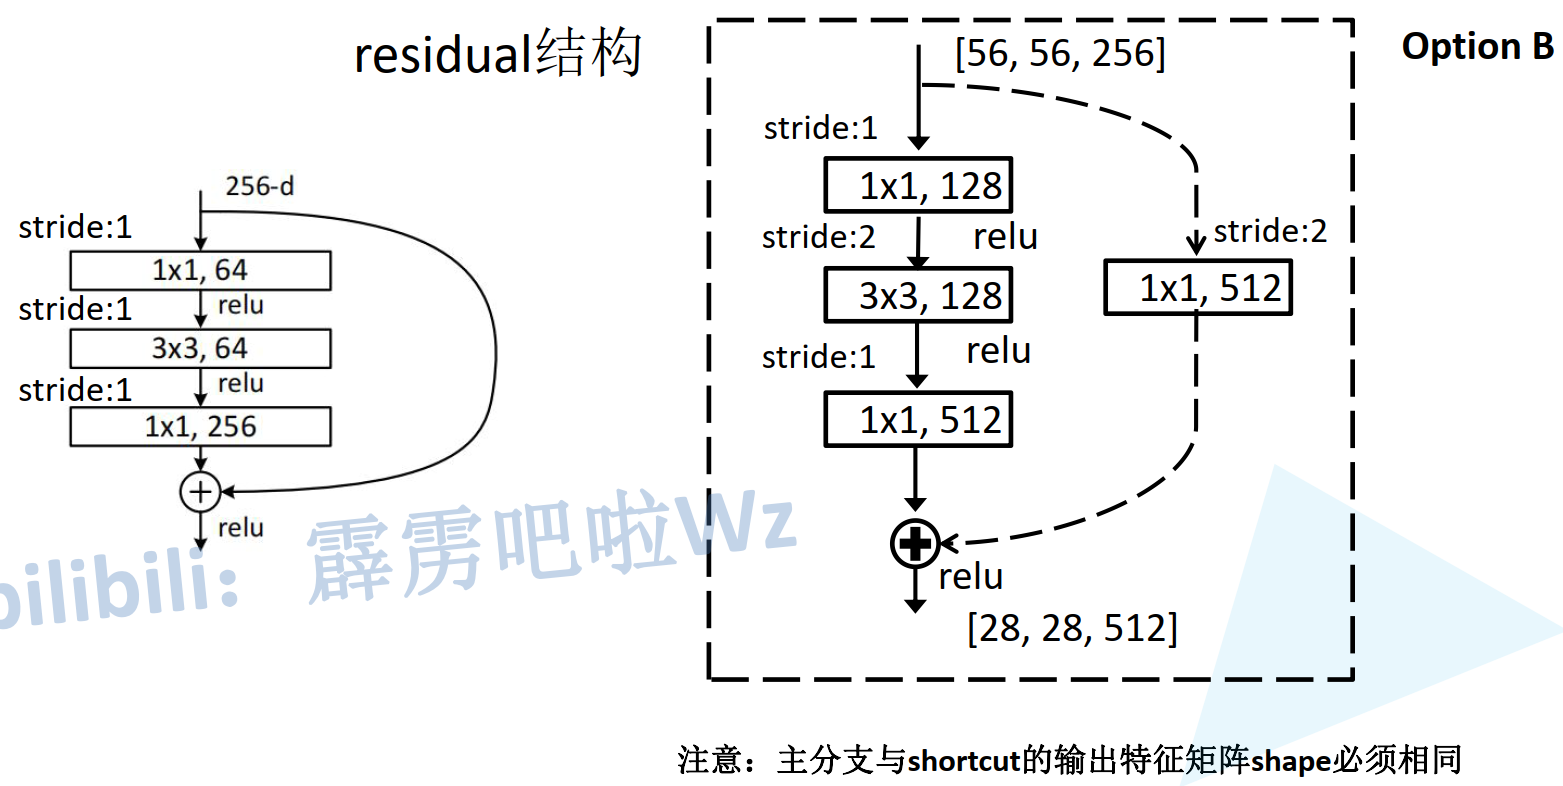 residual结构
256-d
stride:1
1x1, 64
relu
stride:1
3x3, 64
relu
stride:1
1x1, 256
+
relu
Option B
[56, 56, 256]
stride:1
1x1, 128
relu
stride:2
3x3, 128
relu
stride:1
1x1, 512
stride:2
1x1, 512
+
relu
[28, 28, 512]
bilibili：霹雳吧啦Wz
注意：主分支与shortcut的输出特征矩阵shape必须相同